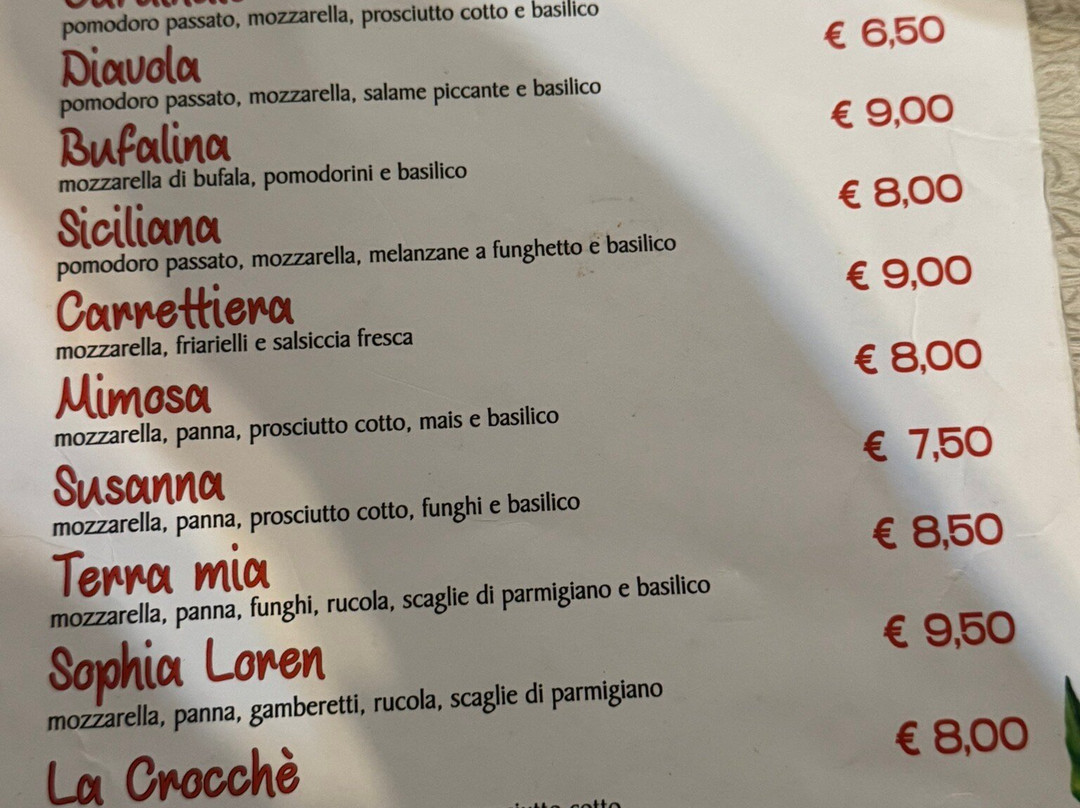 pomodoro passato, mozzarella, prosciutto cotto e basilico
€ 6,50
Diavola
pomodoro passato, mozzarella, salame piccante e basilico
€ 9,00
Bufalina
mozzarella di bufala, pomodorini e basilico
€ 8,00
Siciliana
pomodoro passato, mozzarella, melanzane a funghetto e basilico
€ 9,00
Carrettiera
mozzarella, friarielli e salsiccia fresca
€ 8,00
Mimosa
mozzarella, panna, prosciutto cotto, mais e basilico
€ 7,50
Susanna
mozzarella, panna, prosciutto cotto, funghi e basilico
€ 8,50
Terra mia
mozzarella, panna, funghi, rucola, scaglie di parmigiano e basilico
€ 9,50
Sophia Loren
mozzarella, panna, gamberetti, rucola, scaglie di parmigiano
€ 8,00
La Crocchè
cotto